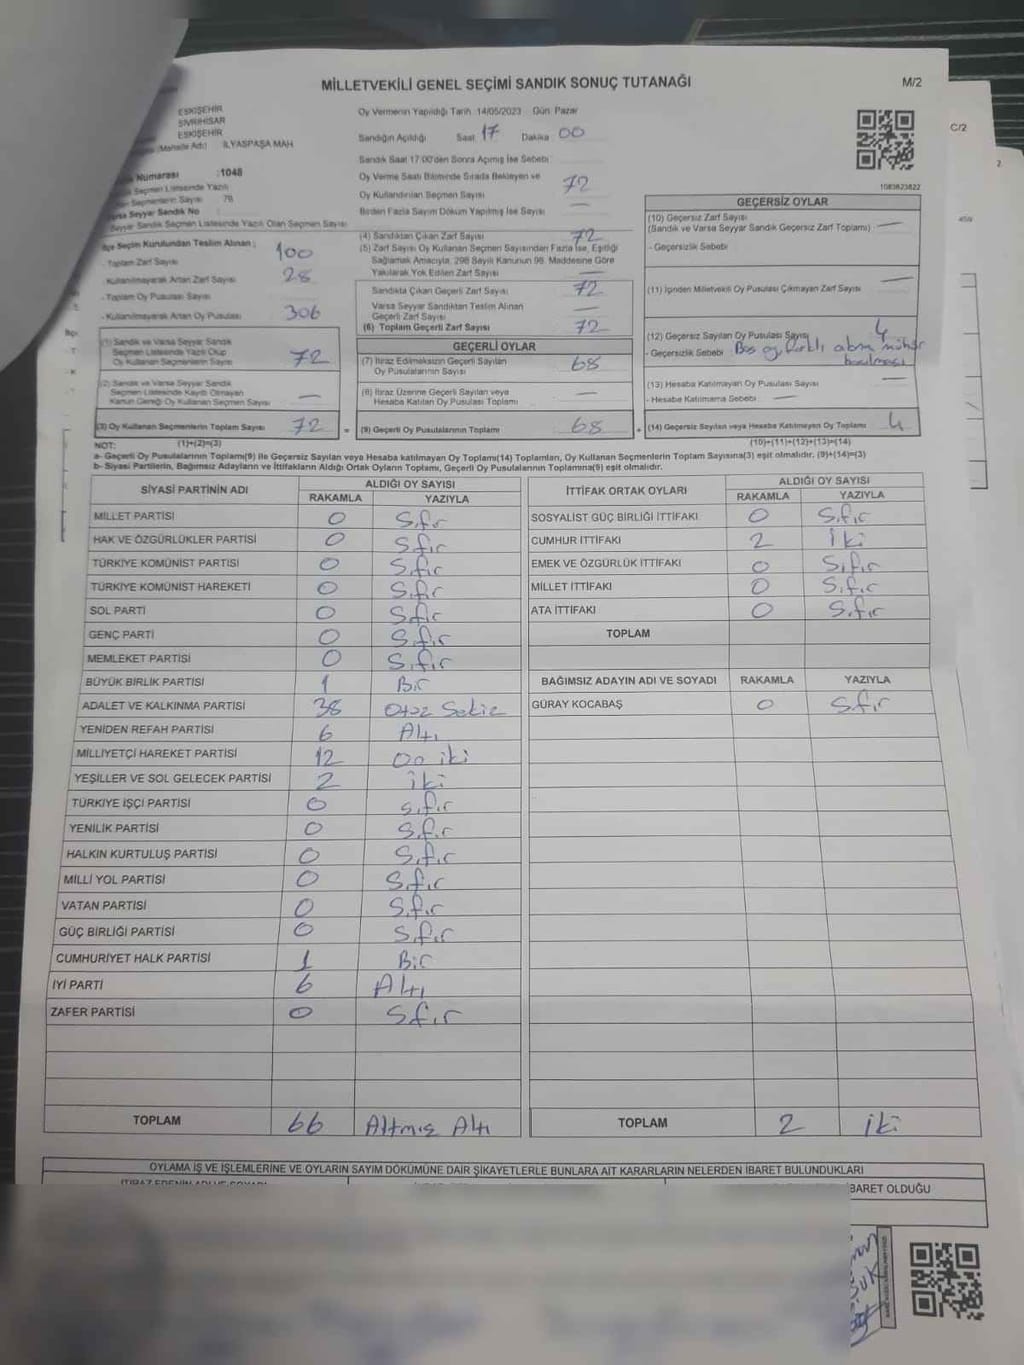 MİLLETVEKİLİ GENEL SEÇİMİ SANDIK SONUÇ TUTANAĞI
M/2
C/2
2
ESKİŞEHİR
SİVRİHİSAR
ESKİŞEHİR
(Mahalle Adı) İLYASPAŞA MAH
Numarası :1048
Seçmen Listesinde Yazılı
Seçmenlerin Sayısı 78
Varsa Seyyar Sandık No
Seyyar Sandık Seçmen Listesinde Yazılı Olan Seçmen Sayısı
İlçe Seçim Kurulundan Teslim Alınan ;
- Toplam Zarf Sayısı 100
- Kullanılmayarak Artan Zarf Sayısı 28
- Toplam Oy Pusulası Sayısı
- Kullanılmayarak Artan Oy Pusulası 306
(1) Sandık ve Varsa Seyyar Sandık
Seçmen Listesinde Yazılı Olup
Oy Kullanan Seçmenlerin Sayısı 72
(2) Sandık ve Varsa Seyyar Sandık
Seçmen Listesinde Kayıtlı Olmayan
Kanun Gereği Oy Kullanan Seçmen Sayısı —
(3) Oy Kullanan Seçmenlerin Toplam Sayısı 72 =
(1)+(2)=(3)
Oy Vermenin Yapıldığı Tarih 14/05/2023 Gün Pazar
Sandığın Açıldığı Saat 17 Dakika 00
Sandık Saat 17:00'den Sonra Açılmış İse Sebebi
Oy Verme Saati Bitiminde Sırada Bekleyen ve
Oy Kullandırılan Seçmen Sayısı 72
Birden Fazla Sayım Döküm Yapılmış İse Sayısı —
(4) Sandıktan Çıkan Zarf Sayısı 72
(5) Zarf Sayısı Oy Kullanan Seçmen Sayısından Fazla İse, Eşitliği
Sağlamak Amacıyla, 298 Sayılı Kanunun 98. Maddesine Göre
Yakılarak Yok Edilen Zarf Sayısı —
Sandıkta Çıkan Geçerli Zarf Sayısı 72
Varsa Seyyar Sandıktan Teslim Alınan
Geçerli Zarf Sayısı —
(6) Toplam Geçerli Zarf Sayısı 72
GEÇERLİ OYLAR
(7) İtiraz Edilmeksizin Geçerli Sayılan
Oy Pusulalarının Sayısı 68
(8) İtiraz Üzerine Geçerli Sayılan veya
Hesaba Katılan Oy Pusulası Toplamı —
(9) Geçerli Oy Pusulalarının Toplamı 68 +
1083623822
GEÇERSİZ OYLAR
(10) Geçersiz Zarf Sayısı
(Sandık ve Varsa Seyyar Sandık Geçersiz Zarf Toplamı) —
- Geçersizlik Sebebi
(11) İçinden Milletvekili Oy Pusulası Çıkmayan Zarf Sayısı —
(12) Geçersiz Sayılan Oy Pusulası Sayısı 4
- Geçersizlik Sebebi Boş oy, farklı alana mühür
basılması
(13) Hesaba Katılmayan Oy Pusulası Sayısı —
- Hesaba Katılmama Sebebi —
(14) Geçersiz Sayılan veya Hesaba Katılmayan Oy Toplamı 4
(10)+(11)+(12)+(13)=(14)
NOT:
a- Geçerli Oy Pusulalarının Toplamı(9) ile Geçersiz Sayılan veya Hesaba katılmayan Oy Toplamı(14) Toplamları, Oy Kullanan Seçmenlerin Toplam Sayısına(3) eşit olmalıdır. (9)+(14)=(3)
b- Siyasi Partilerin, Bağımsız Adayların ve İttifakların Aldığı Ortak Oyların Toplamı, Geçerli Oy Pusulalarının Toplamına(9) eşit olmalıdır.
SİYASİ PARTİNİN ADI ALDIĞI OY SAYISI
RAKAMLA YAZIYLA
MİLLET PARTİSİ 0 Sıfır
HAK VE ÖZGÜRLÜKLER PARTİSİ 0 Sıfır
TÜRKİYE KOMÜNİST PARTİSİ 0 Sıfır
TÜRKİYE KOMÜNİST HAREKETİ 0 Sıfır
SOL PARTİ 0 Sıfır
GENÇ PARTİ 0 Sıfır
MEMLEKET PARTİSİ 0 Sıfır
BÜYÜK BİRLİK PARTİSİ 1 Bir
ADALET VE KALKINMA PARTİSİ 38 Otuz Sekiz
YENİDEN REFAH PARTİSİ 6 Altı
MİLLİYETÇİ HAREKET PARTİSİ 12 On iki
YEŞİLLER VE SOL GELECEK PARTİSİ 2 iki
TÜRKİYE İŞÇİ PARTİSİ 0 Sıfır
YENİLİK PARTİSİ 0 Sıfır
HALKIN KURTULUŞ PARTİSİ 0 Sıfır
MİLLİ YOL PARTİSİ 0 Sıfır
VATAN PARTİSİ 0 Sıfır
GÜÇ BİRLİĞİ PARTİSİ 0 Sıfır
CUMHURİYET HALK PARTİSİ 1 Bir
İYİ PARTİ 6 Altı
ZAFER PARTİSİ 0 Sıfır
TOPLAM 66 Altmış Altı
İTTİFAK ORTAK OYLARI ALDIĞI OY SAYISI
RAKAMLA YAZIYLA
SOSYALİST GÜÇ BİRLİĞİ İTTİFAKI 0 Sıfır
CUMHUR İTTİFAKI 2 İki
EMEK VE ÖZGÜRLÜK İTTİFAKI 0 Sıfır
MİLLET İTTİFAKI 0 Sıfır
ATA İTTİFAKI 0 Sıfır
TOPLAM
BAĞIMSIZ ADAYIN ADI VE SOYADI RAKAMLA YAZIYLA
GÜRAY KOCABAŞ 0 Sıfır
TOPLAM 2 iki
OYLAMA İŞ VE İŞLEMLERİNE VE OYLARIN SAYIM DÖKÜMÜNE DAİR ŞİKAYETLERLE BUNLARA AİT KARARLARIN NELERDEN İBARET BULUNDUKLARI
İBARET OLDUĞU